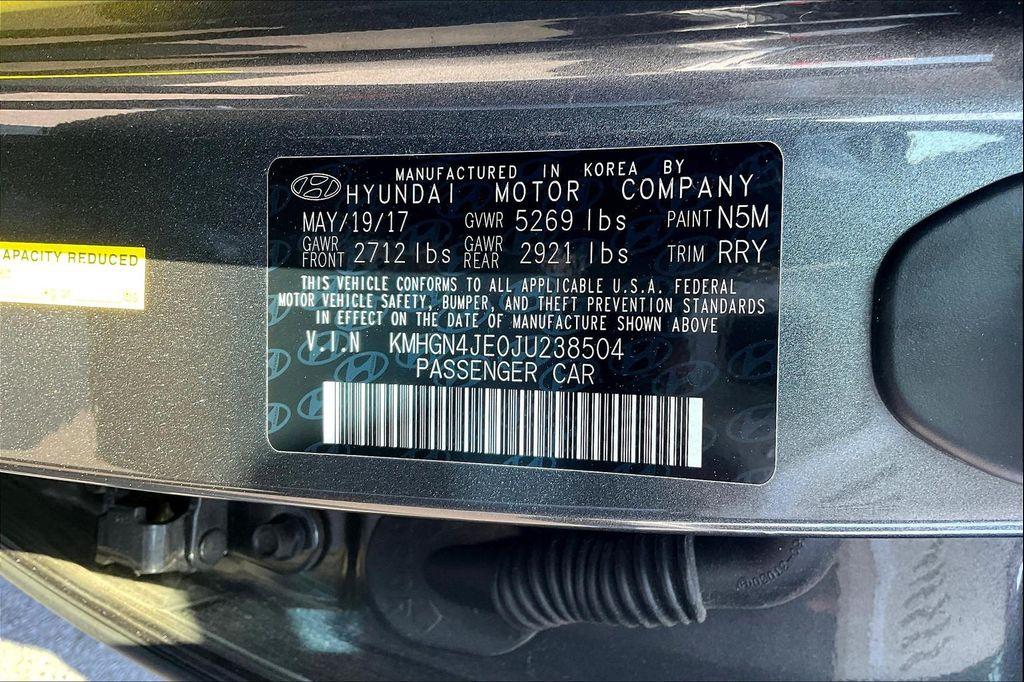 MANUFACTURED IN KOREA BY
HYUNDAI MOTOR COMPANY
MAY/19/17 GVWR 5269 lbs PAINT N5M
GAWR FRONT 2712 lbs GAWR REAR 2921 lbs TRIM RRY
THIS VEHICLE CONFORMS TO ALL APPLICABLE U.S.A. FEDERAL
MOTOR VEHICLE SAFETY, BUMPER, AND THEFT PREVENTION STANDARDS
IN EFFECT ON THE DATE OF MANUFACTURE SHOWN ABOVE
V.I.N KMHGN4JE0JU238504
PASSENGER CAR
APACITY REDUCED